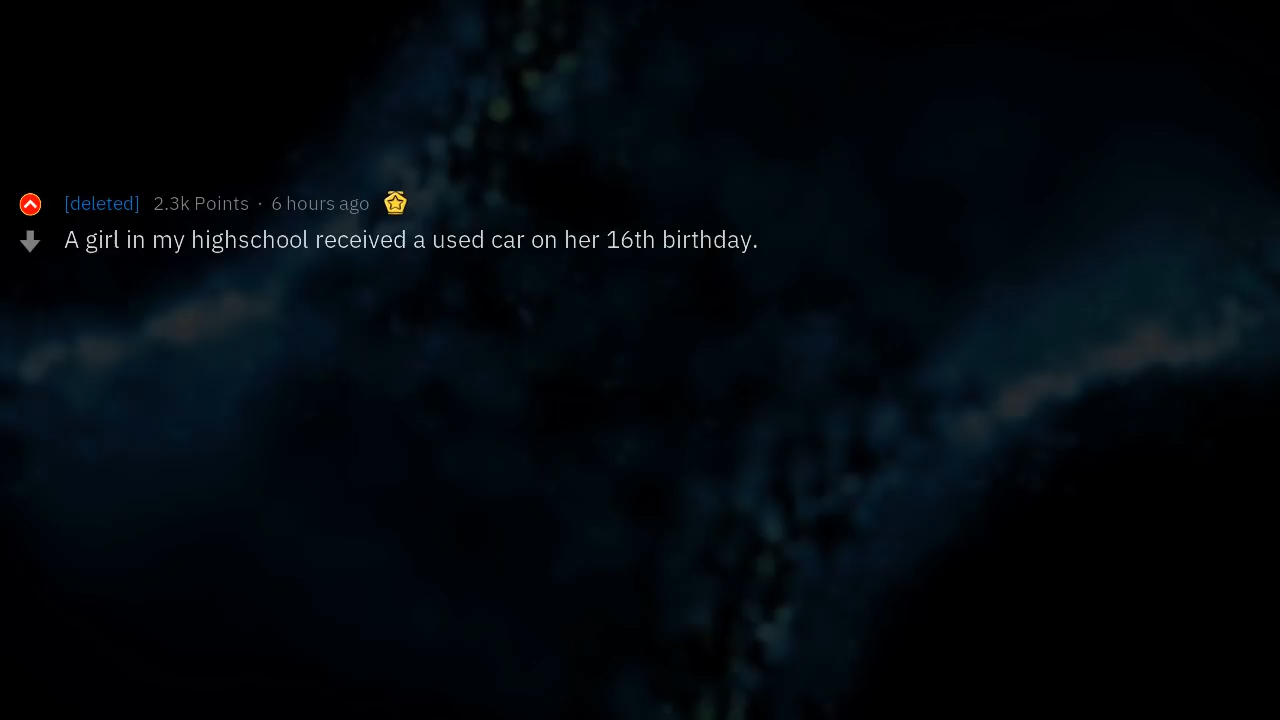 [deleted] 2.3k Points · 6 hours ago
A girl in my highschool received a used car on her 16th birthday.